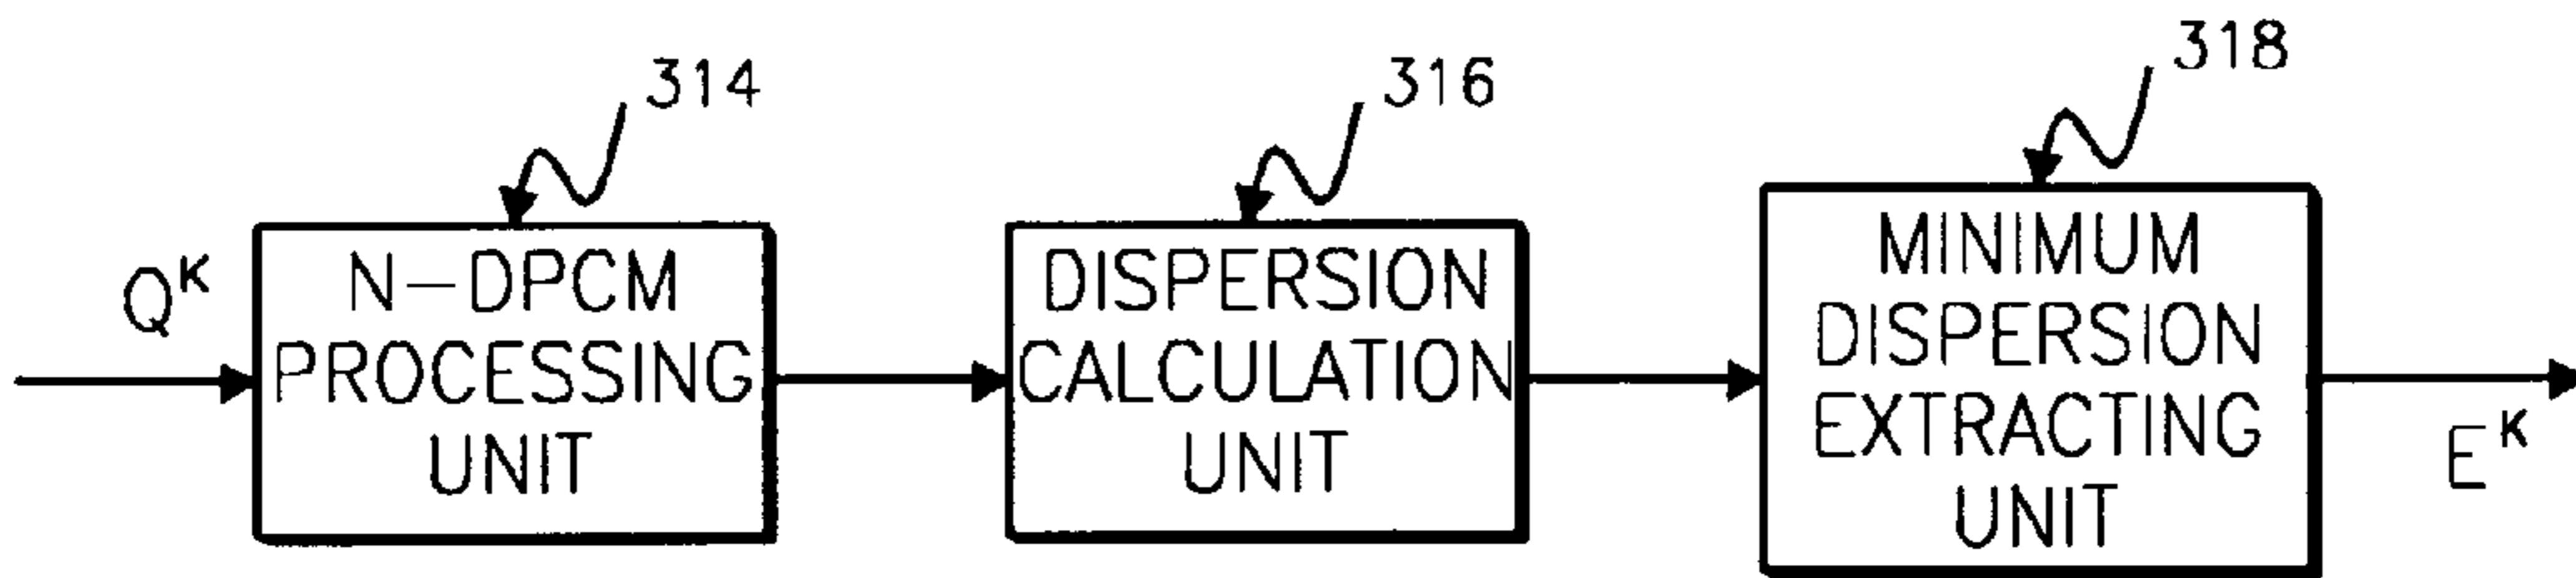 314
316
318
Q^K
N-DPCM
PROCESSING
UNIT
DISPERSION
CALCULATION
UNIT
MINIMUM
DISPERSION
EXTRACTING
UNIT
E^K